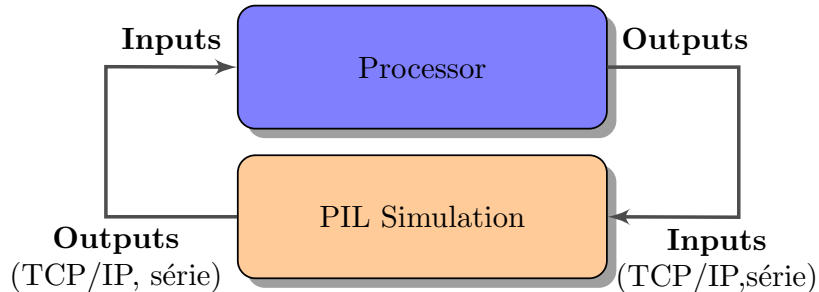 Inputs
Outputs
Processor
PIL Simulation
Outputs
(TCP/IP, série)
Inputs
(TCP/IP,série)